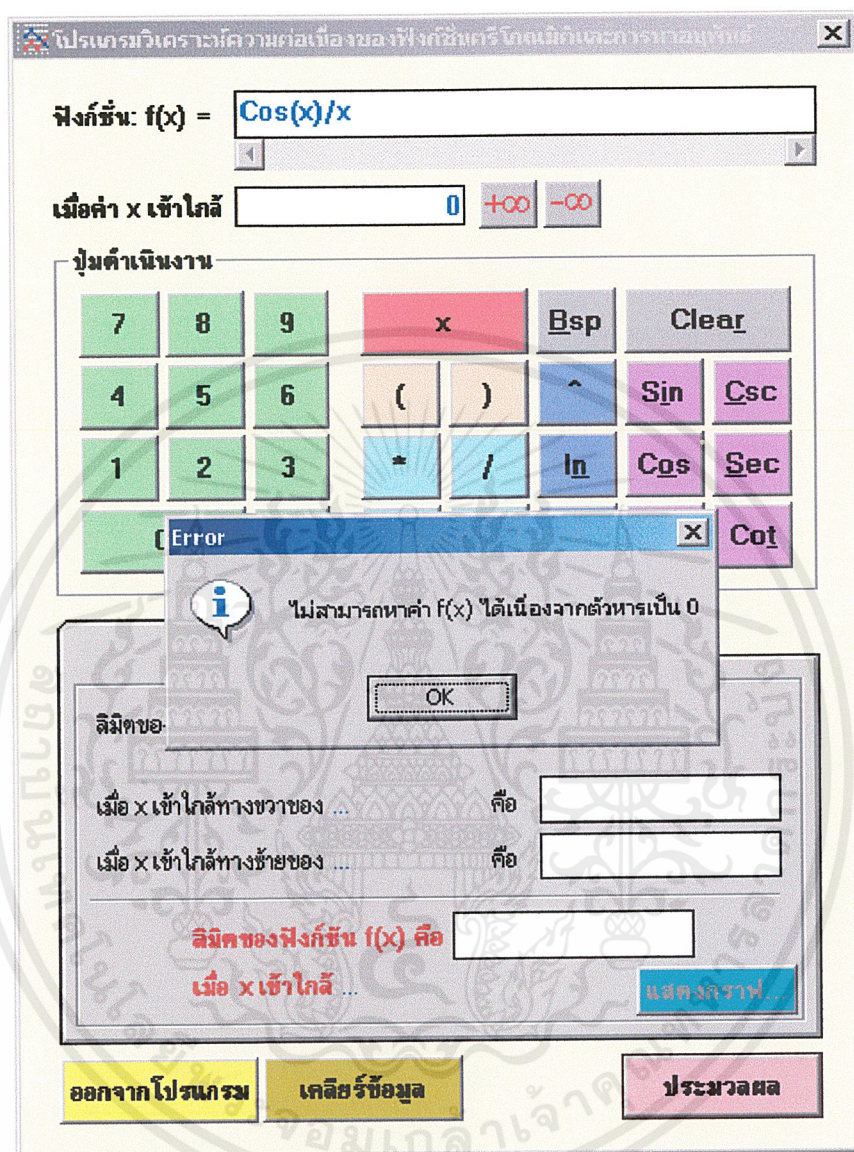 โปรแกรมวิเคราะห์ความต่อเนื่องของฟังก์ชันตรีโกณมิติและการหาอนุพันธ์
ฟังก์ชั่น: f(x) = Cos(x)/x
เมื่อค่า x เข้าใกล้ 0 +∞ -∞
ปุ่มดำเนินงาน
7 8 9 x Bsp Clear
4 5 6 ( ) ^ Sin Csc
1 2 3 * / ln Cos Sec
Cot
Error
ไม่สามารถหาค่า f(x) ได้เนื่องจากตัวหารเป็น 0
OK
ลิมิตขอ
เมื่อ x เข้าใกล้ทางขวาของ ... คือ
เมื่อ x เข้าใกล้ทางซ้ายของ ... คือ
ลิมิตของฟังก์ชัน f(x) คือ
เมื่อ x เข้าใกล้ ...
แสดงกราฟ...
ออกจากโปรแกรม เคลียร์ข้อมูล ประมวลผล